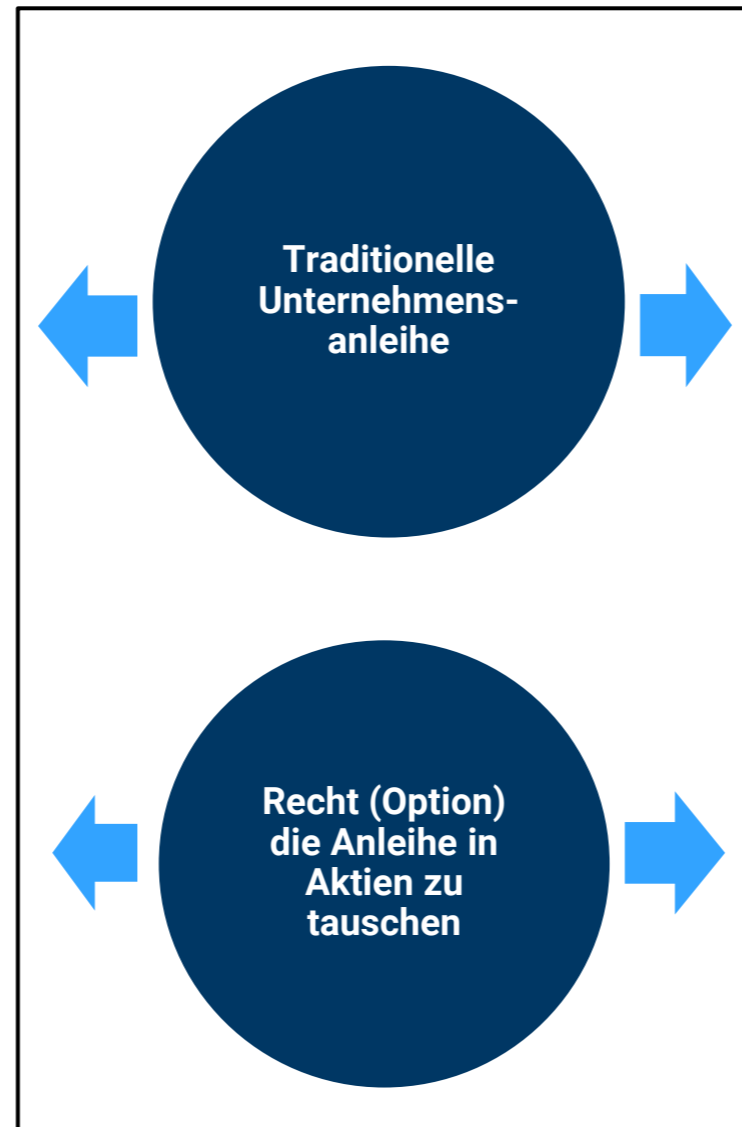 Traditionelle
Unternehmens-
anleihe
Recht (Option)
die Anleihe in
Aktien zu
tauschen